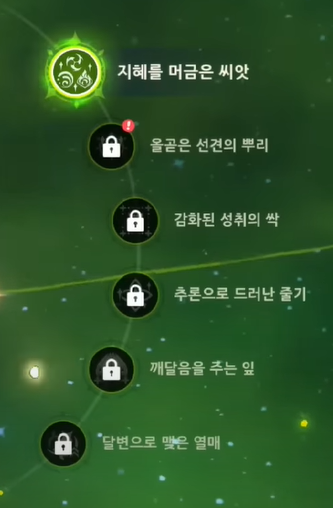 지혜를 머금은 씨앗
올곧은 선견의 뿌리
감화된 성취의 싹
추론으로 드러난 줄기
깨달음을 주는 잎
달변으로 맺은 열매